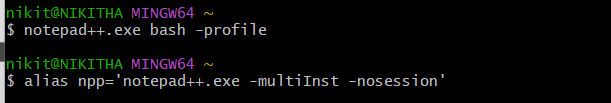 nikit@NIKITHA MINGW64 ~
$ notepad++.exe bash -profile
nikit@NIKITHA MINGW64 ~
$ alias npp='notepad++.exe -multiInst -nosession'